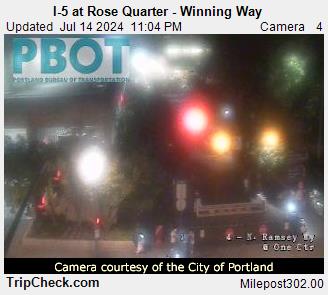 I-5 at Rose Quarter - Winning Way
Updated Jul 14 2024 11:04 PM Camera 4
PBOT
PORTLAND BUREAU OF TRANSPORTATION
4 - N. Ramsey Wy
@ One Ctr
Camera courtesy of the City of Portland
TripCheck.com Milepost302.00